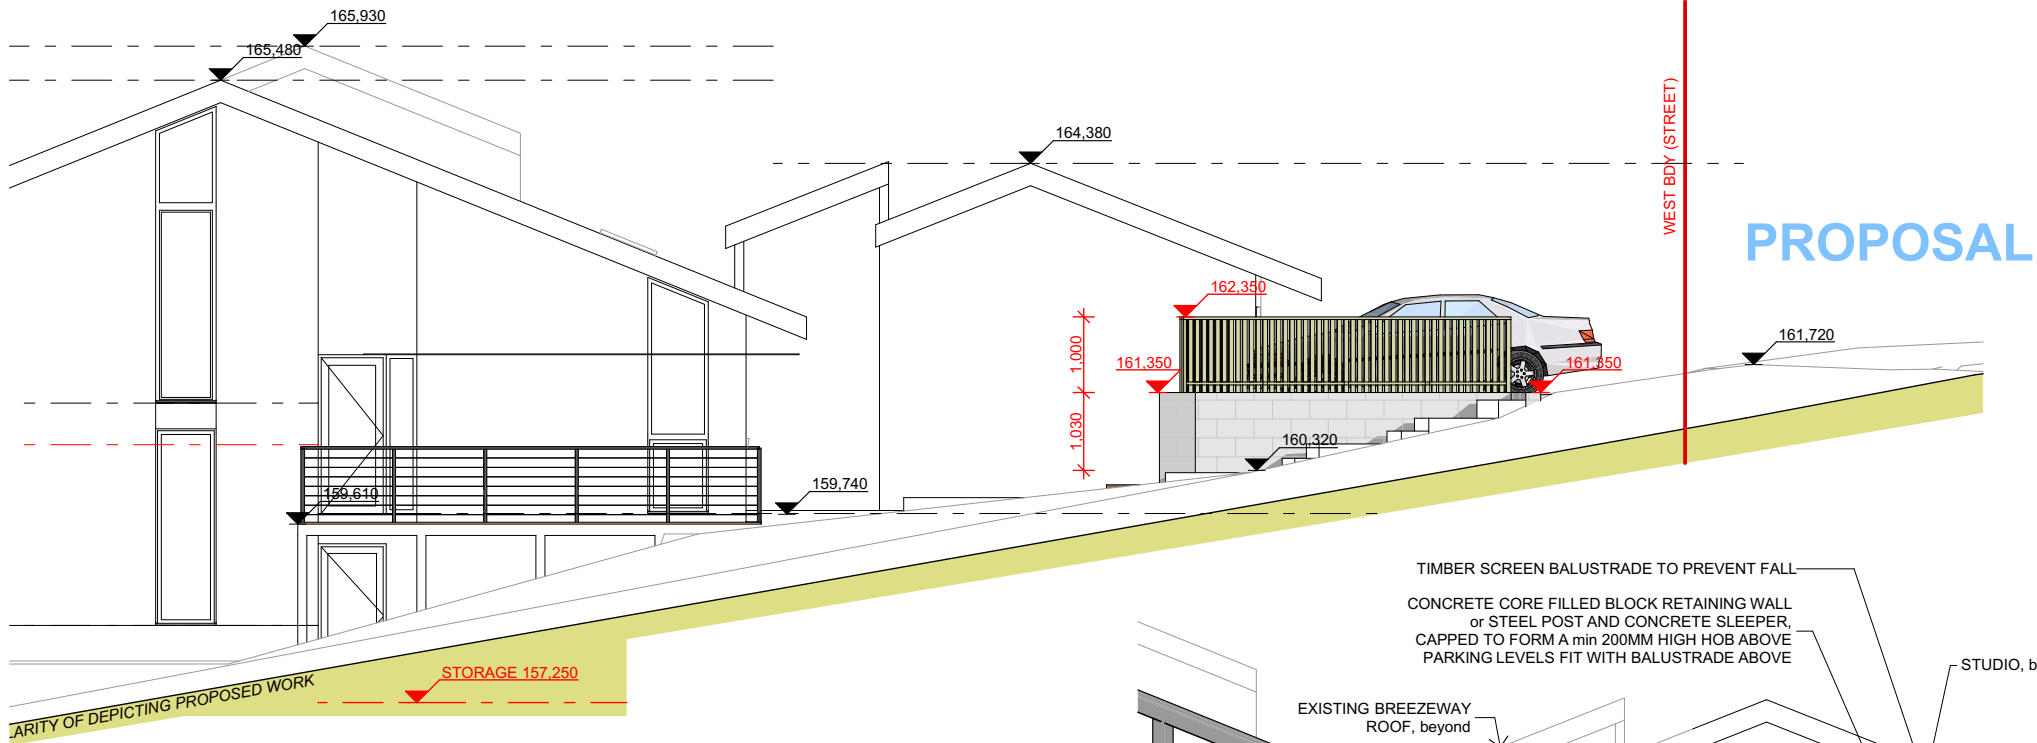 165,930
165,480
164,380
WEST BDY (STREET)
PROPOSAL
162,350
161,720
1,000
161,350
161,350
1,030
160,320
159,610
159,740
TIMBER SCREEN BALUSTRADE TO PREVENT FALL
CONCRETE CORE FILLED BLOCK RETAINING WALL
or STEEL POST AND CONCRETE SLEEPER,
CAPPED TO FORM A min 200MM HIGH HOB ABOVE
PARKING LEVELS FIT WITH BALUSTRADE ABOVE
STUDIO, b
STORAGE 157,250
LARITY OF DEPICTING PROPOSED WORK
EXISTING BREEZEWAY
ROOF, beyond